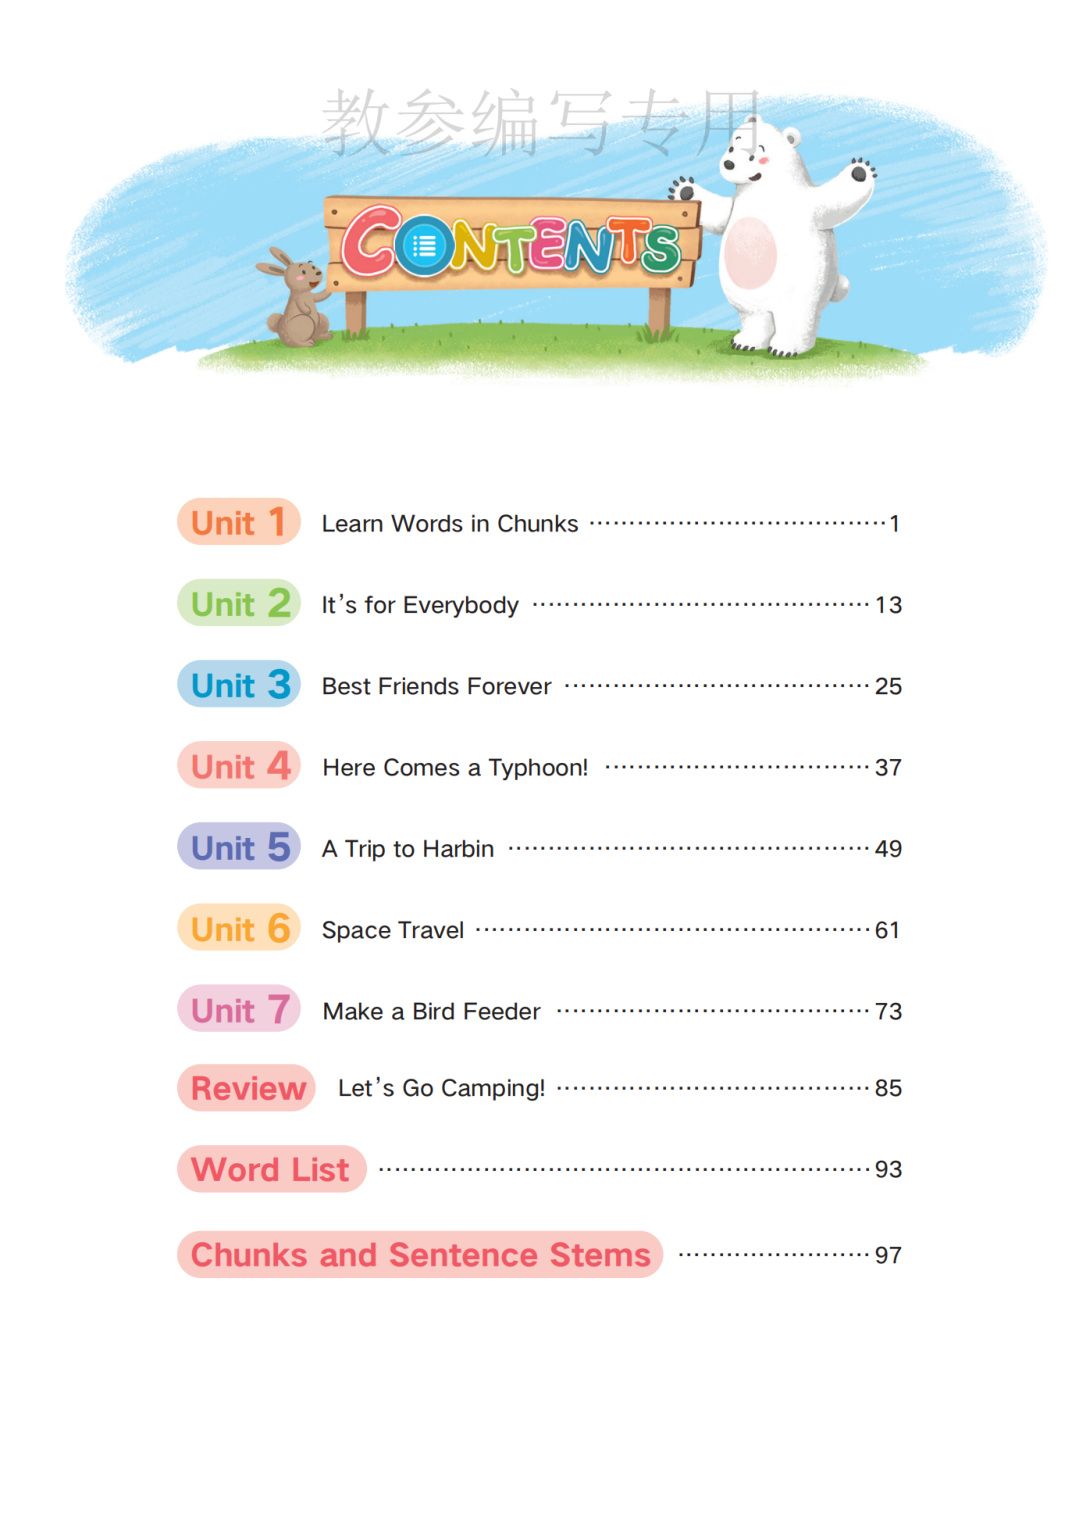 教参编写专用
CONTENTS
Unit 1 Learn Words in Chunks ····································1
Unit 2 It’s for Everybody ········································· 13
Unit 3 Best Friends Forever ····································· 25
Unit 4 Here Comes a Typhoon! ································ 37
Unit 5 A Trip to Harbin ············································ 49
Unit 6 Space Travel ················································ 61
Unit 7 Make a Bird Feeder ······································ 73
Review Let’s Go Camping! ······································ 85
Word List ···························································· 93
Chunks and Sentence Stems ······················· 97